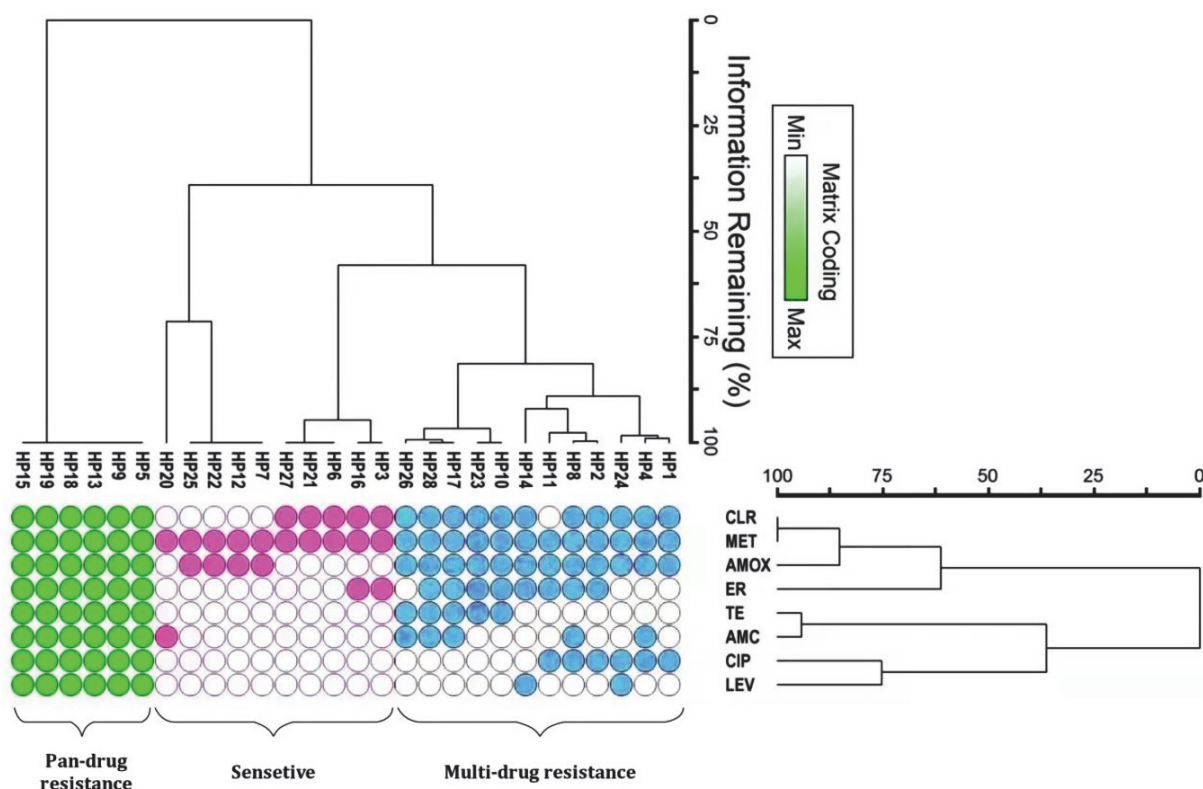 0
25
50
75
100
Information Remaining (%)
Min
Max
Matrix Coding
HP15
HP19
HP18
HP13
HP9
HP5
HP20
HP25
HP22
HP12
HP7
HP27
HP21
HP6
HP16
HP3
HP26
HP28
HP17
HP23
HP10
HP14
HP11
HP8
HP2
HP24
HP4
HP1
100
75
50
25
0
CLR
MET
AMOX
ER
TE
AMC
CIP
LEV
Pan-drug
resistance
Sensetive
Multi-drug resistance